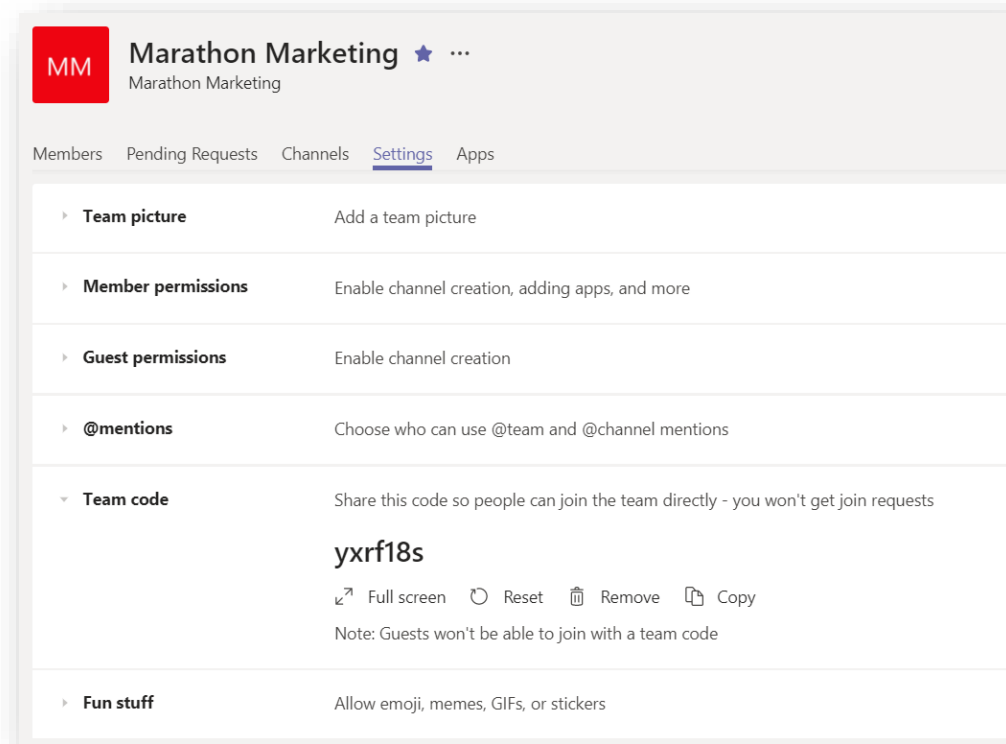 MM
Marathon Marketing ...
Marathon Marketing
Members Pending Requests Channels Settings Apps
Team picture Add a team picture
Member permissions Enable channel creation, adding apps, and more
Guest permissions Enable channel creation
@mentions Choose who can use @team and @channel mentions
Team code Share this code so people can join the team directly - you won't get join requests
yxrf18s
Full screen Reset Remove Copy
Note: Guests won't be able to join with a team code
Fun stuff Allow emoji, memes, GIFs, or stickers